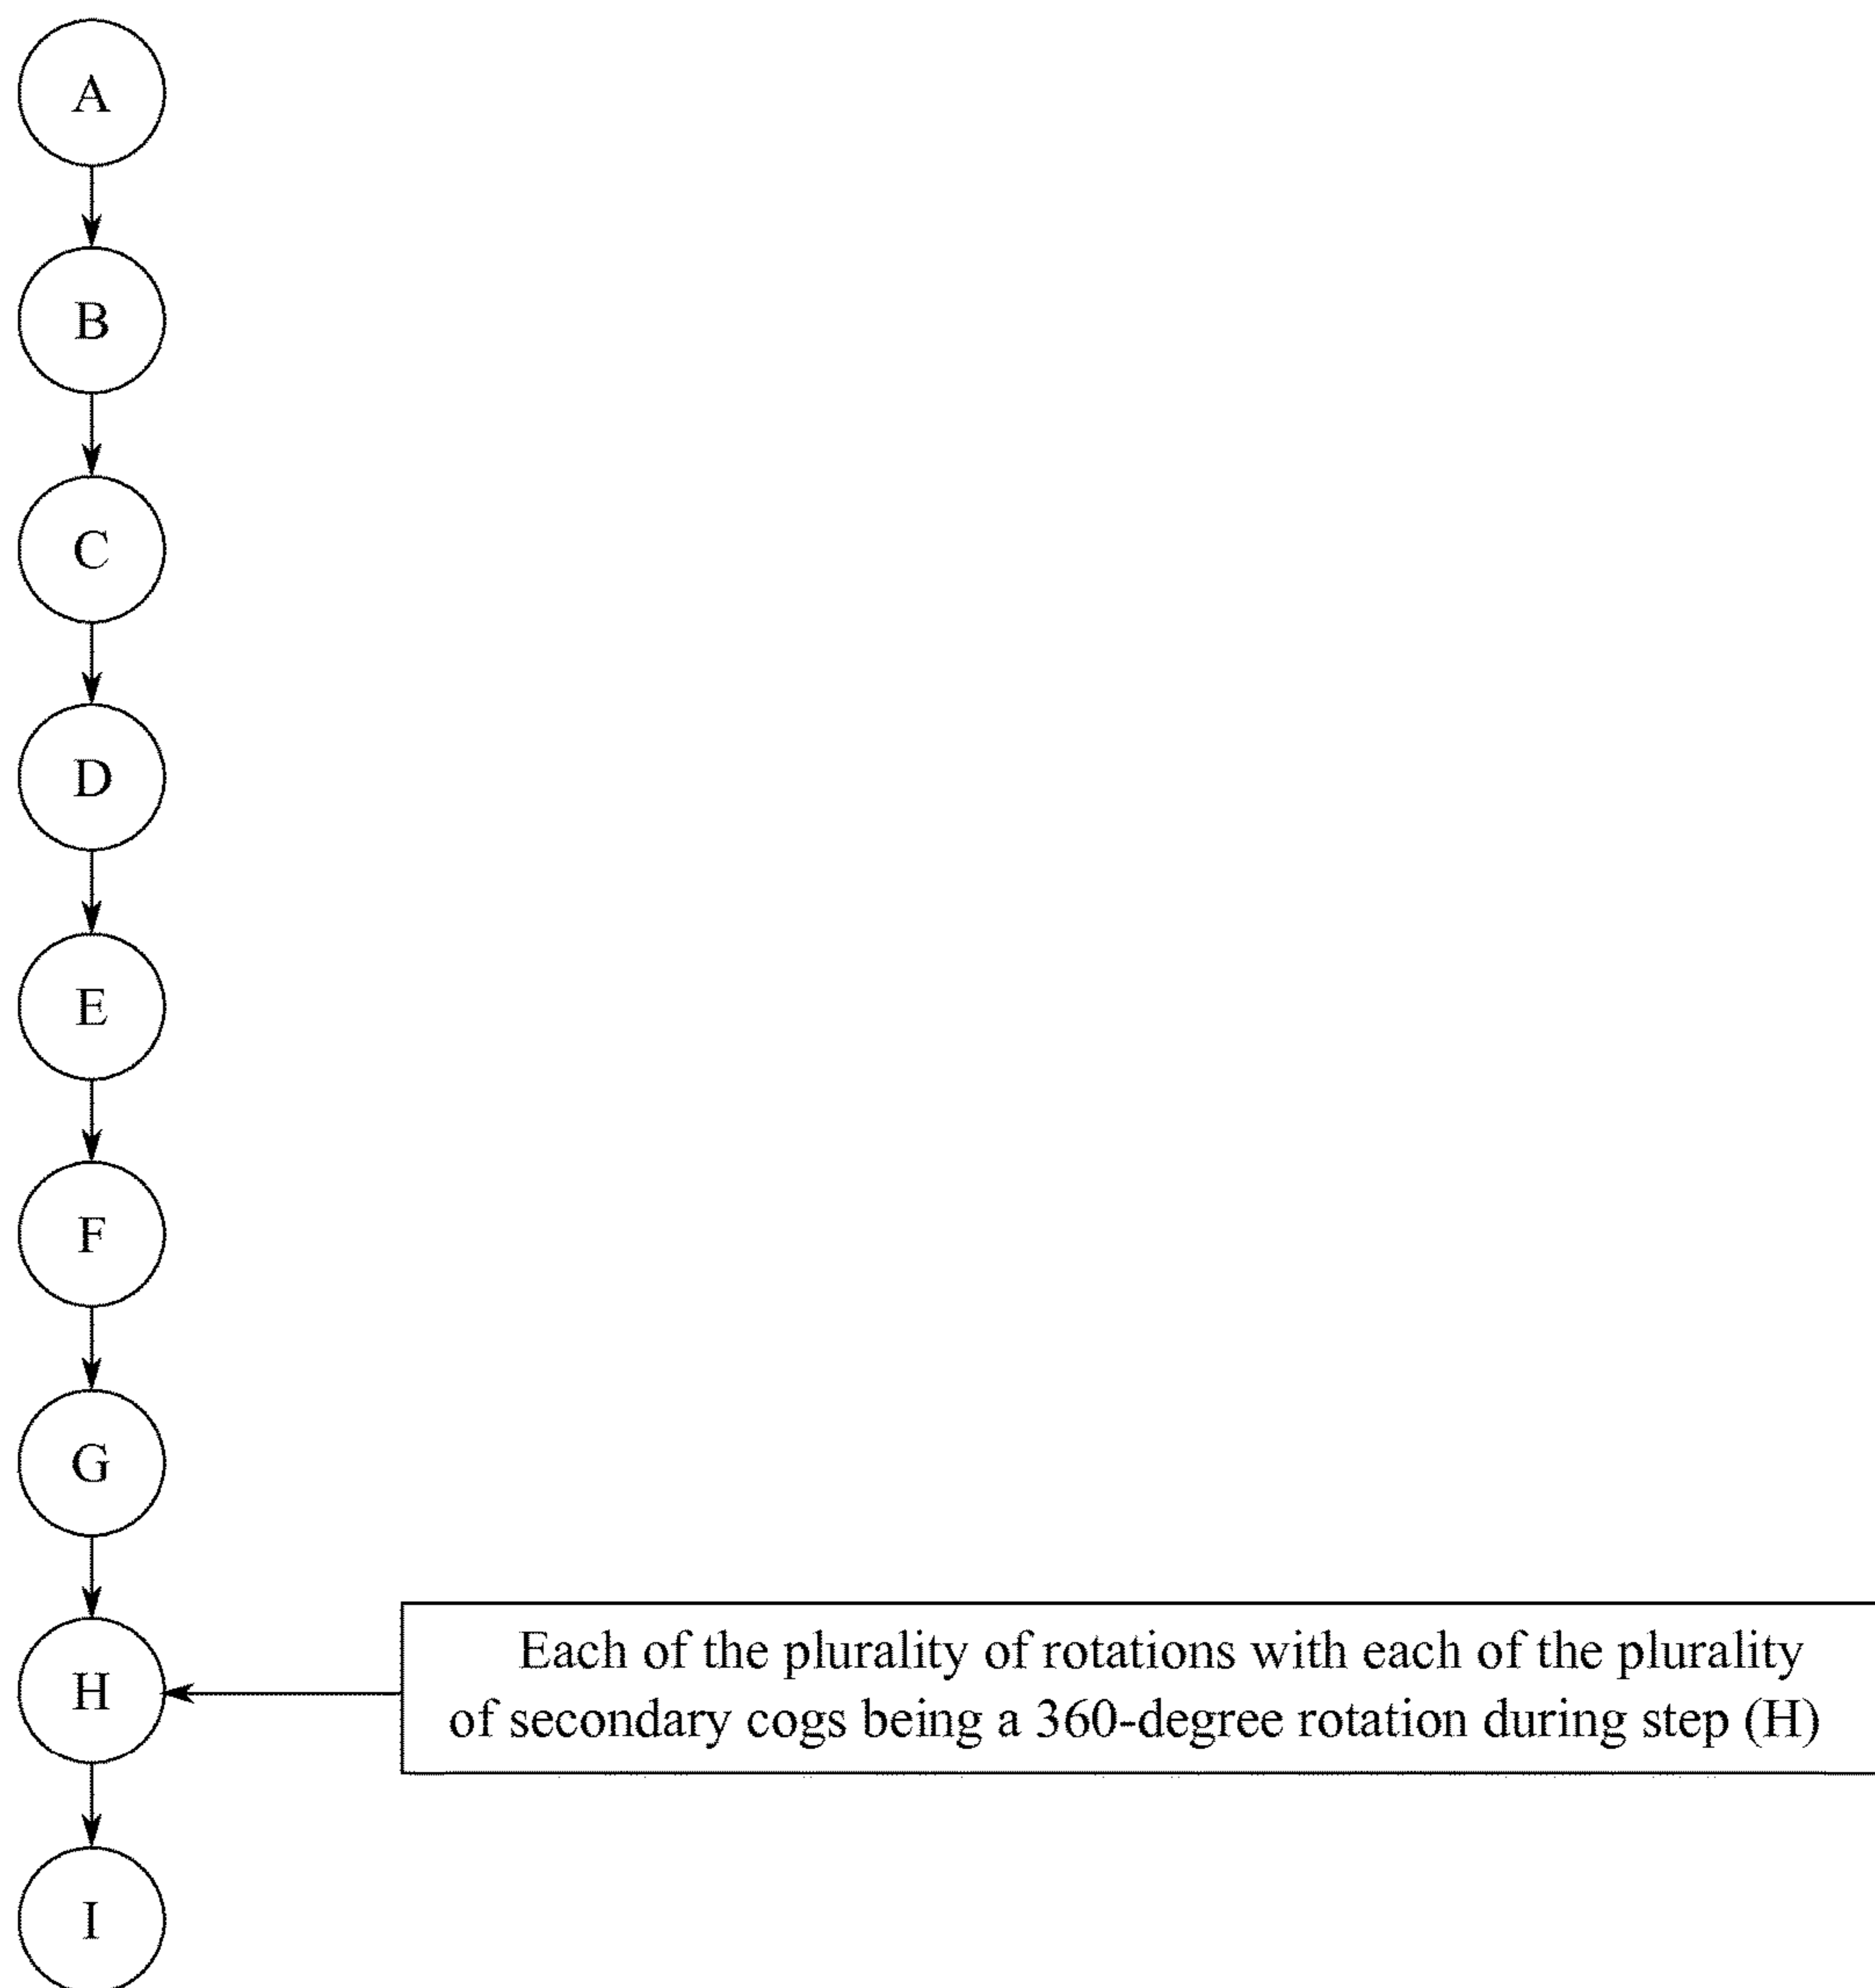 A
B
C
D
E
F
G
H
Each of the plurality of rotations with each of the plurality
of secondary cogs being a 360-degree rotation during step (H)
I